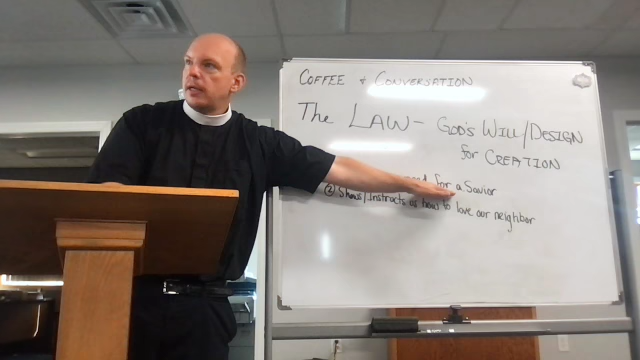 COFFEE & CONVERSATION
The LAW – GOD'S WILL/DESIGN
for CREATION
need for a Savior
② Shows/Instructs us how to love our neighbor